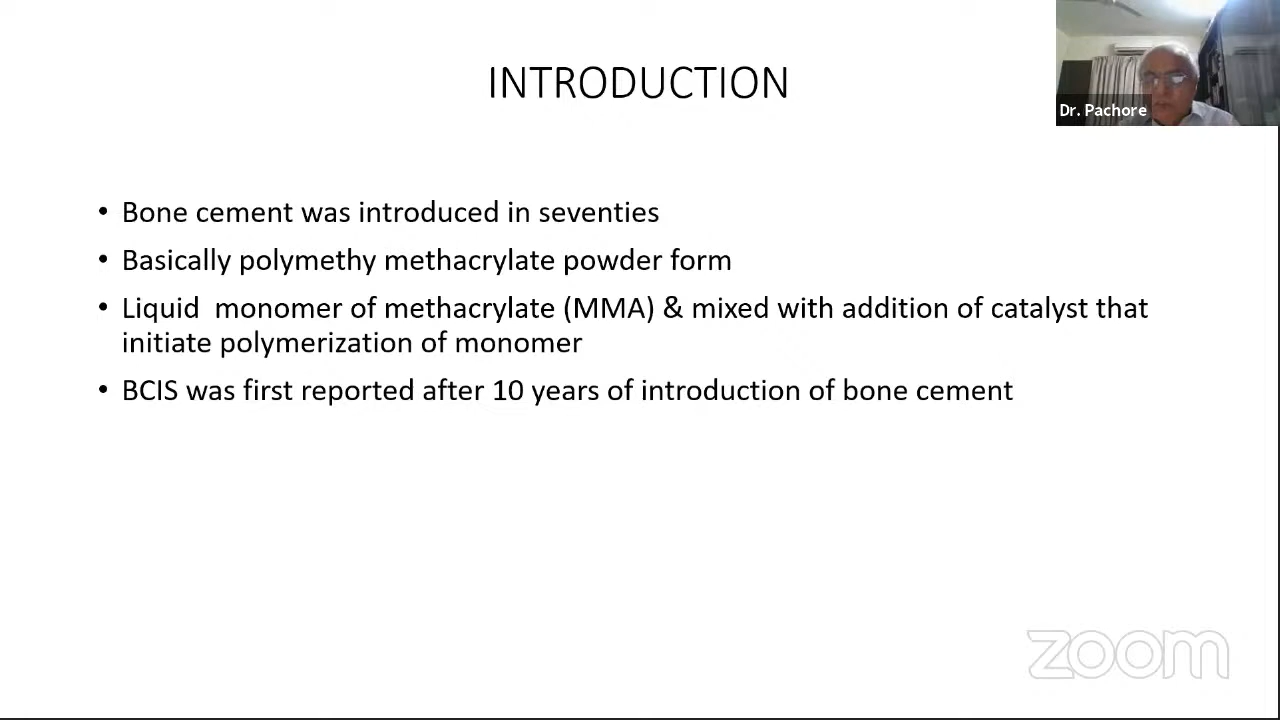 INTRODUCTION
Dr. Pachore
• Bone cement was introduced in seventies
• Basically polymethy methacrylate powder form
• Liquid  monomer of methacrylate (MMA) & mixed with addition of catalyst that
initiate polymerization of monomer
• BCIS was first reported after 10 years of introduction of bone cement
zoom